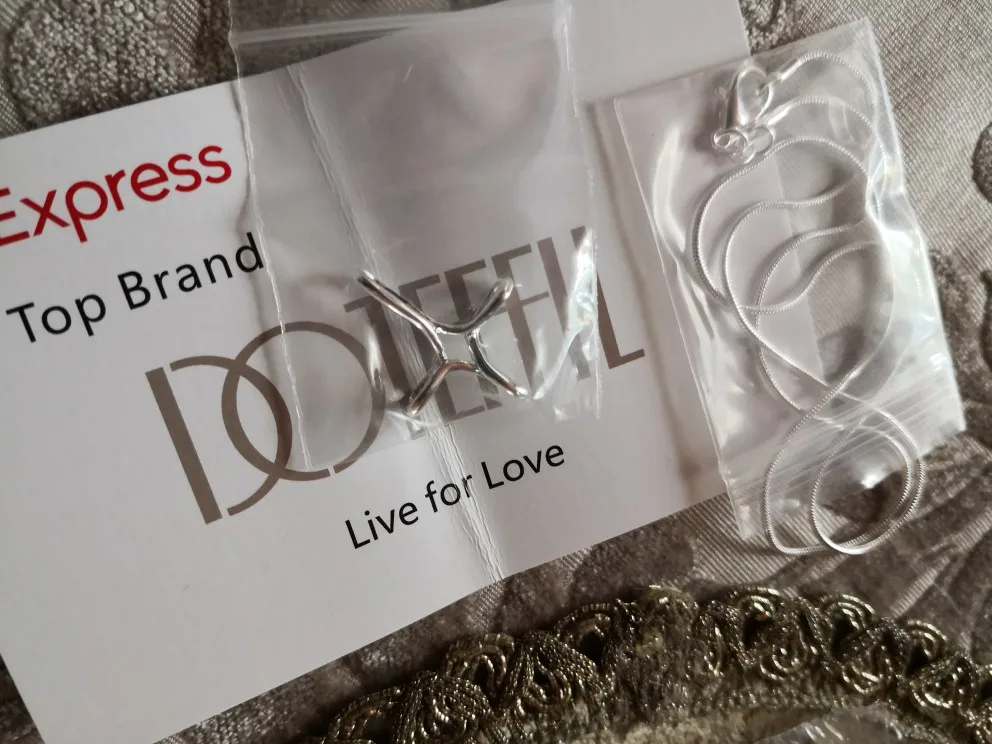 Express
Top Brand
DOTEFFIL
Live for Love